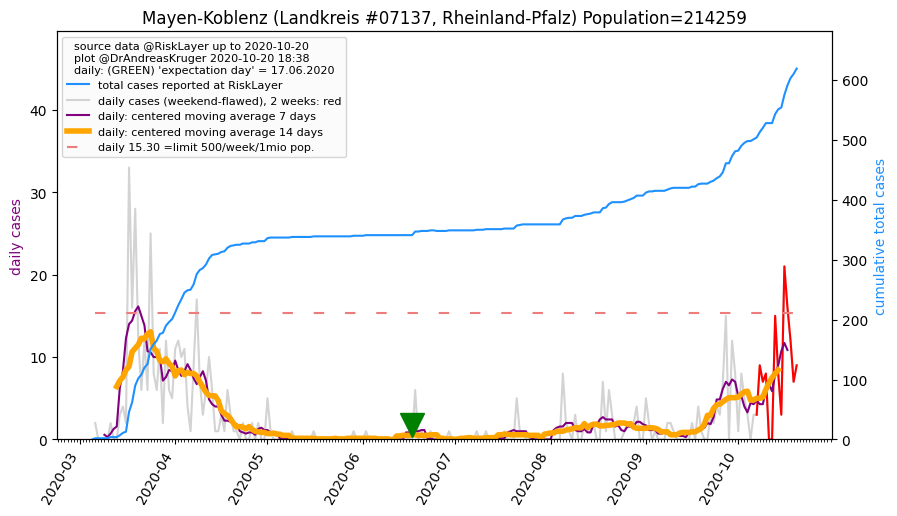 Mayen-Koblenz (Landkreis #07137, Rheinland-Pfalz) Population=214259
source data @RiskLayer up to 2020-10-20
plot @DrAndreasKruger 2020-10-20 18:38
daily: (GREEN) 'expectation day' = 17.06.2020
total cases reported at RiskLayer
daily cases (weekend-flawed), 2 weeks: red
daily: centered moving average 7 days
daily: centered moving average 14 days
daily 15.30 =limit 500/week/1mio pop.
daily cases
40
30
20
10
0
cumulative total cases
600
500
400
300
200
100
0
2020-03
2020-04
2020-05
2020-06
2020-07
2020-08
2020-09
2020-10